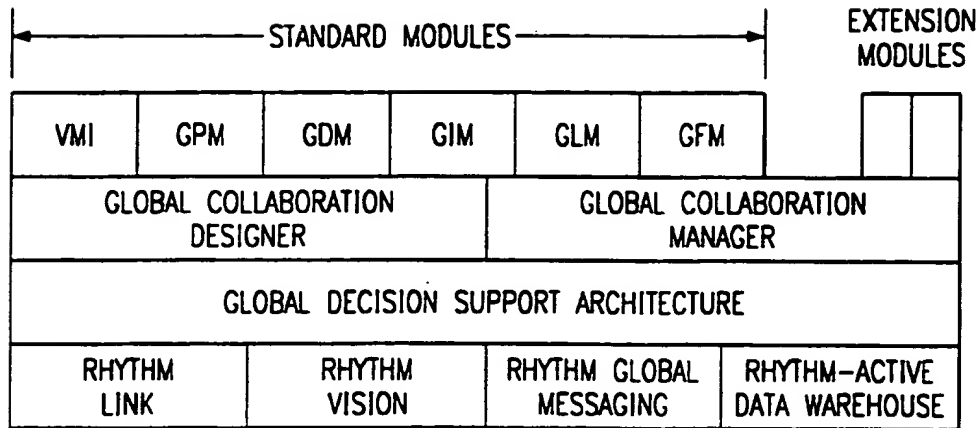 STANDARD MODULES
EXTENSION
MODULES
VMI
GPM
GDM
GIM
GLM
GFM
GLOBAL COLLABORATION
DESIGNER
GLOBAL COLLABORATION
MANAGER
GLOBAL DECISION SUPPORT ARCHITECTURE
RHYTHM
LINK
RHYTHM
VISION
RHYTHM GLOBAL
MESSAGING
RHYTHM-ACTIVE
DATA WAREHOUSE